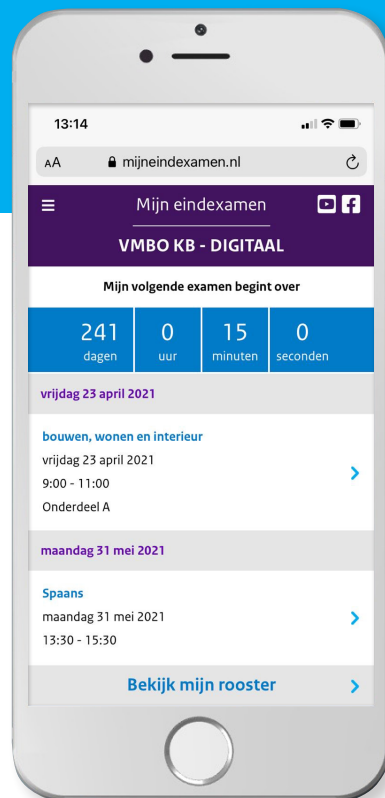 13:14
AA mijneindexamen.nl
Mijn eindexamen
VMBO KB - DIGITAAL
Mijn volgende examen begint over
241 0 15 0
dagen uur minuten seconden
vrijdag 23 april 2021
bouwen, wonen en interieur
vrijdag 23 april 2021
9:00 - 11:00
Onderdeel A
maandag 31 mei 2021
Spaans
maandag 31 mei 2021
13:30 - 15:30
Bekijk mijn rooster